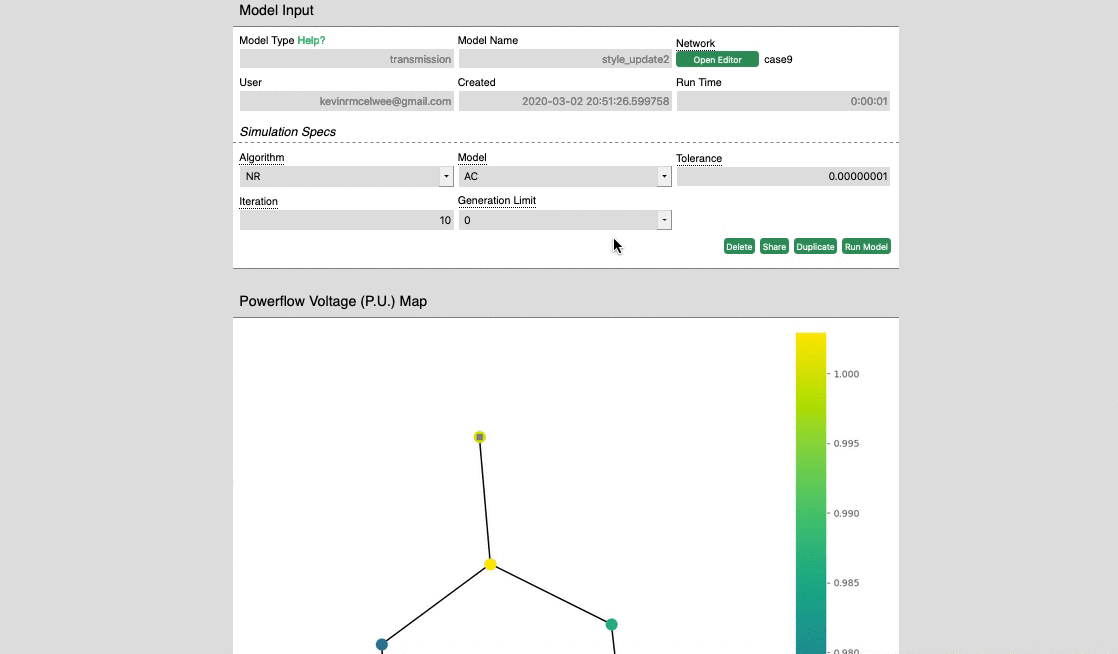 Model Input
Model Type Help? Model Name Network
transmission style_update2 Open Editor case9
User Created Run Time
kevinrmcelwee@gmail.com 2020-03-02 20:51:26.599758 0:00:01
Simulation Specs
Algorithm Model Tolerance
NR AC 0.00000001
Iteration Generation Limit
10 0
Delete Share Duplicate Run Model
Powerflow Voltage (P.U.) Map
1.000
0.995
0.990
0.985
0.980